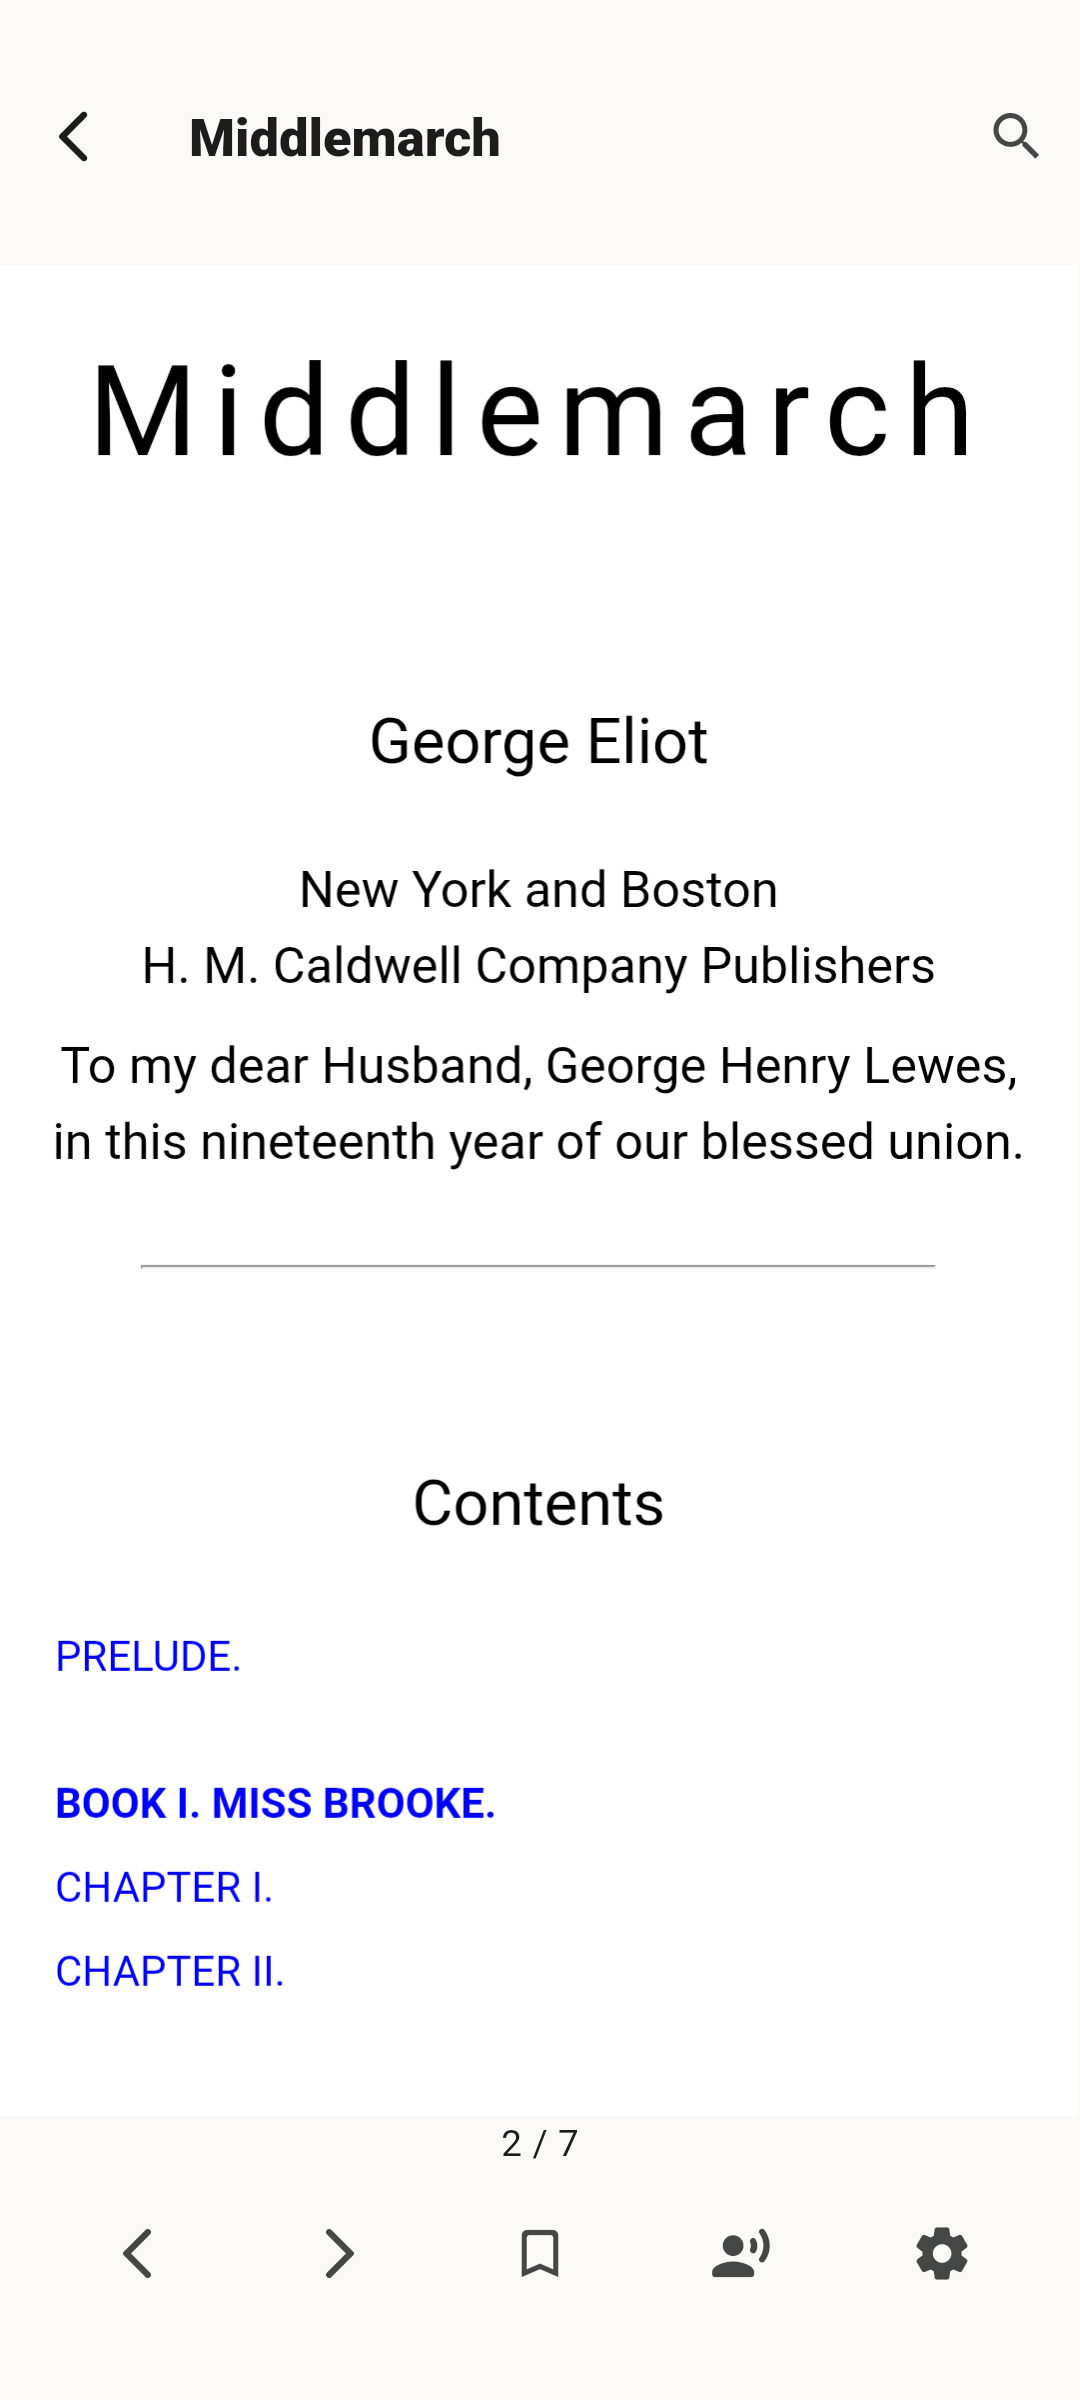 Middlemarch
Middlemarch
George Eliot
New York and Boston
H. M. Caldwell Company Publishers
To my dear Husband, George Henry Lewes,
in this nineteenth year of our blessed union.
Contents
PRELUDE.
BOOK I. MISS BROOKE.
CHAPTER I.
CHAPTER II.
2 / 7